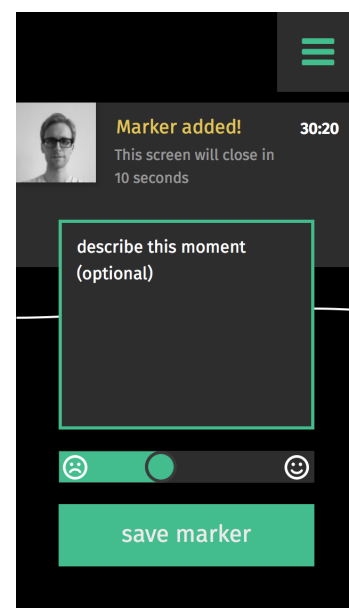 Marker added!
30:20
This screen will close in
10 seconds
describe this moment
(optional)
save marker